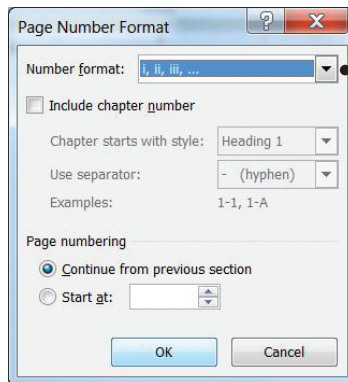 Page Number Format
Number format: i, ii, iii, ...
Include chapter number
Chapter starts with style: Heading 1
Use separator: - (hyphen)
Examples: 1-1, 1-A
Page numbering
Continue from previous section
Start at:
OK Cancel